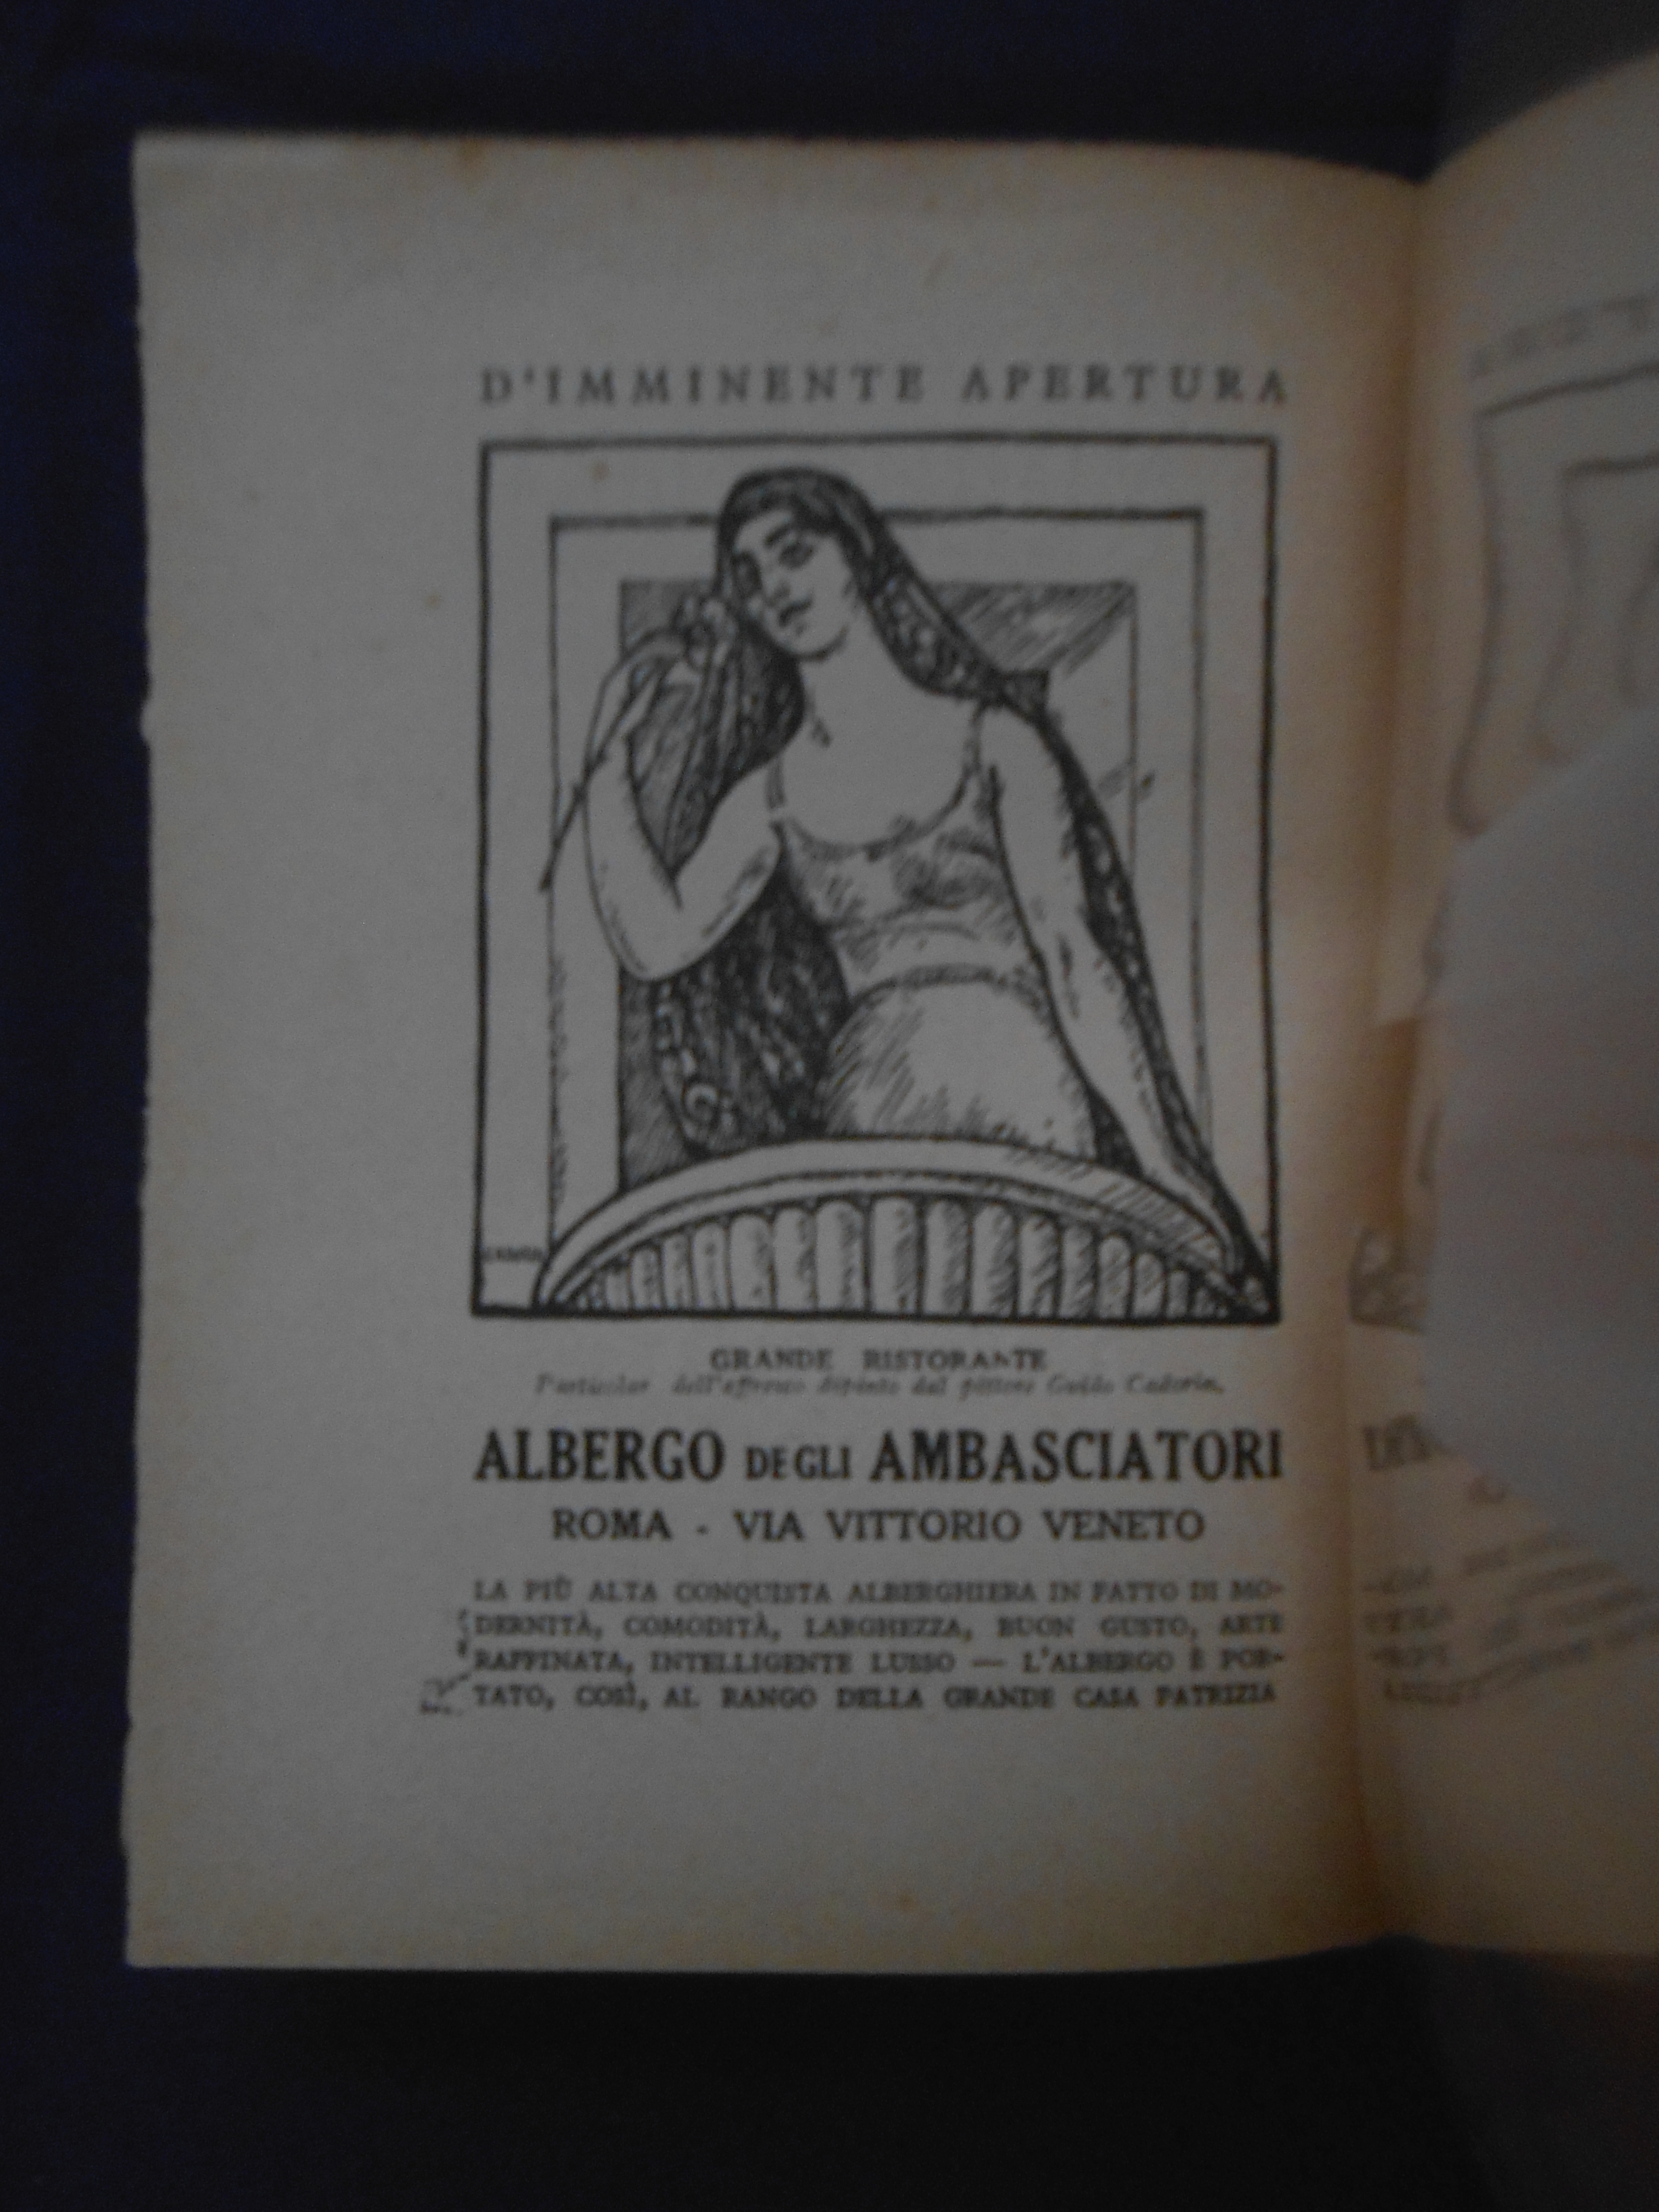 D'IMMINENTE APERTURA
GRANDE RISTORANTE
Particolar dell'affresco dipinto dal pittore Guido Cadorin.
ALBERGO DEGLI AMBASCIATORI
ROMA - VIA VITTORIO VENETO
LA PIÙ ALTA CONQUISTA ALBERGHIERA IN FATTO DI MO-
DERNITÀ, COMODITÀ, LARGHEZZA, BUON GUSTO, ARTE
RAFFINATA, INTELLIGENTE LUSSO — L'ALBERGO È POR-
TATO, COSÌ, AL RANGO DELLA GRANDE CASA PATRIZIA